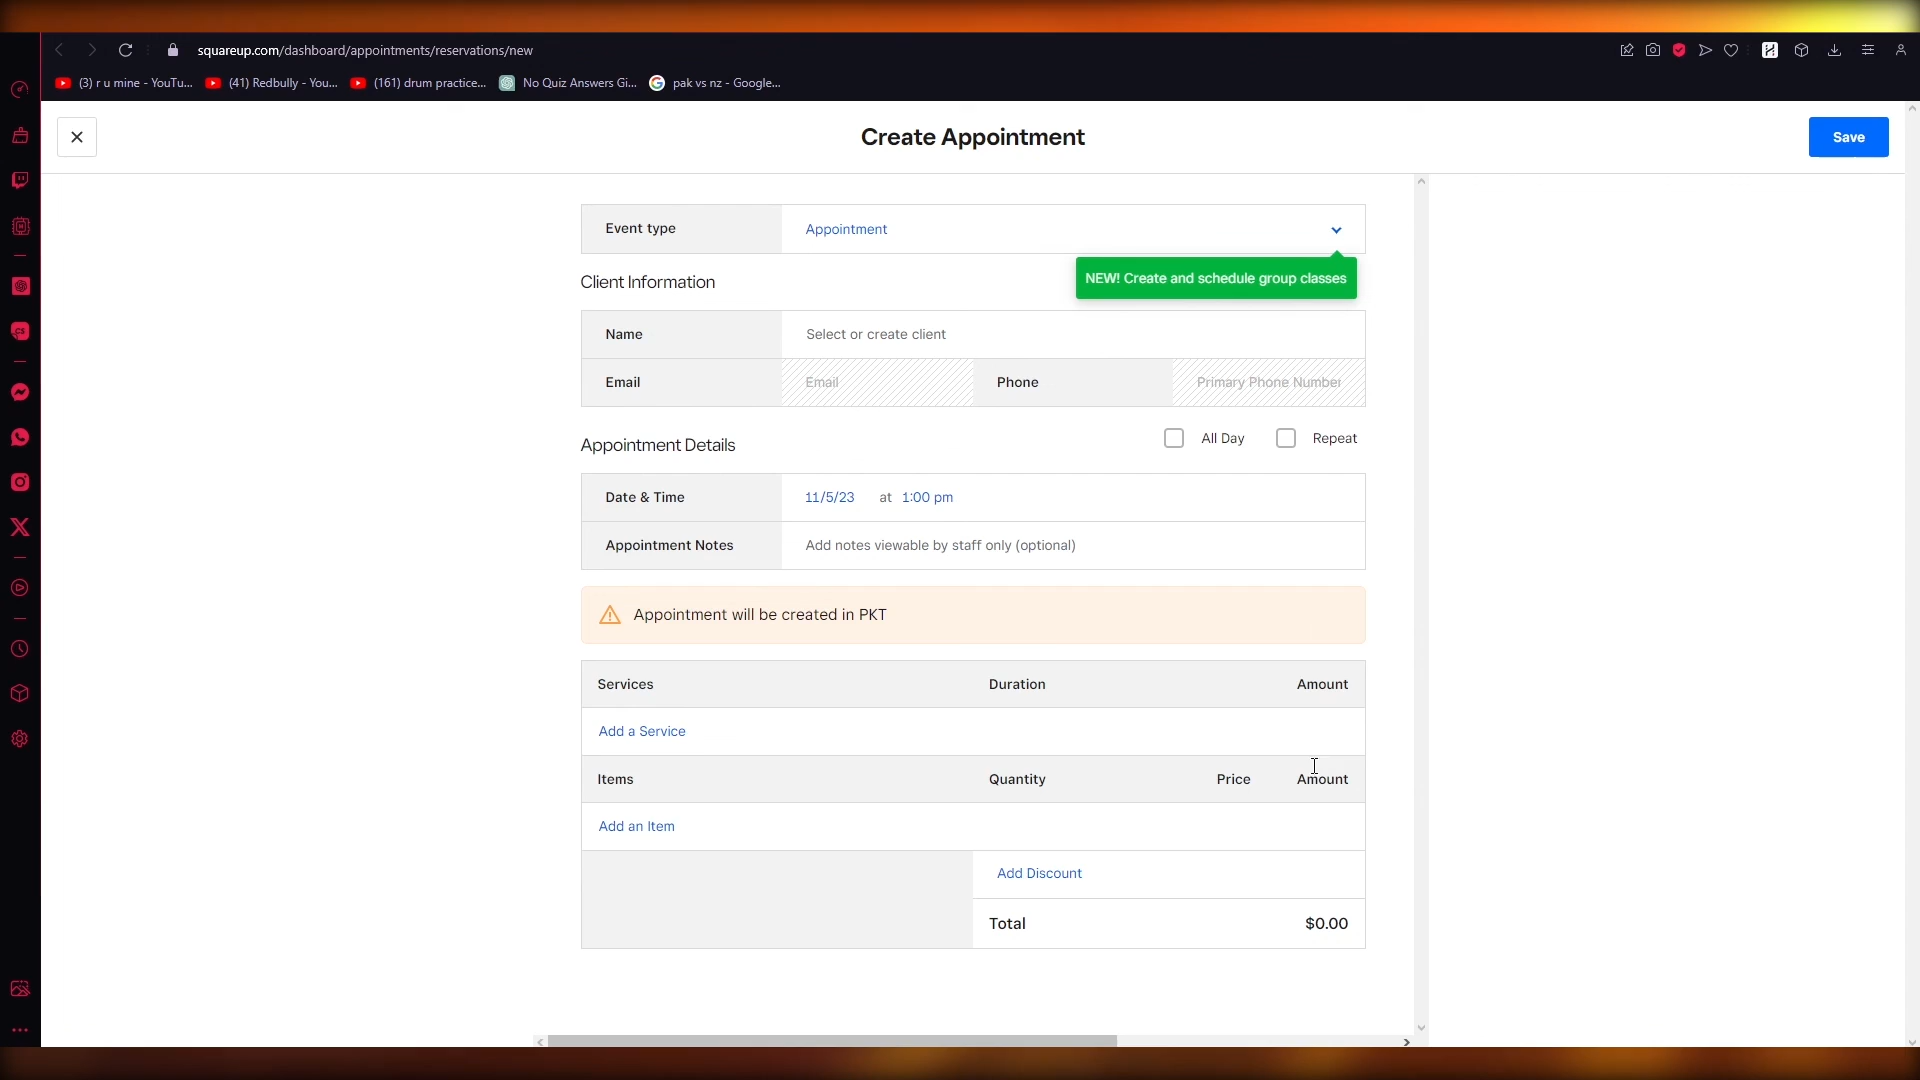 squareup.com/dashboard/appointments/reservations/new
(3) r u mine - YouTu...
(41) Redbully - You...
(161) drum practice...
No Quiz Answers Gi...
pak vs nz - Google...
Create Appointment
Save
Event type
Appointment
NEW! Create and schedule group classes
Client Information
Name
Select or create client
Email
Email
Phone
Primary Phone Number
Appointment Details
All Day
Repeat
Date & Time
11/5/23 at 1:00 pm
Appointment Notes
Add notes viewable by staff only (optional)
Appointment will be created in PKT
Services
Duration
Amount
Add a Service
Items
Quantity
Price
Amount
Add an Item
Add Discount
Total
$0.00